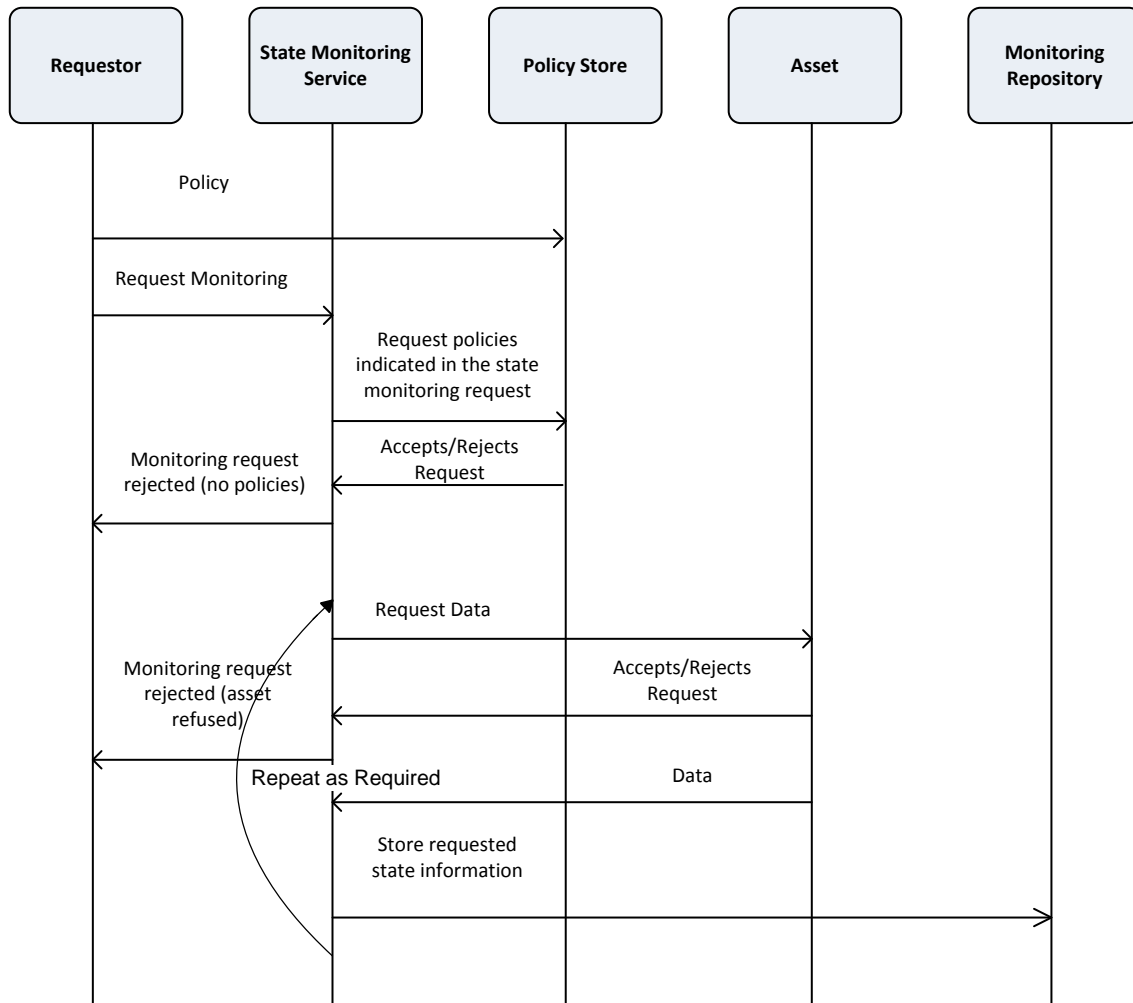 Requestor
State Monitoring
Service
Policy Store
Asset
Monitoring
Repository
Policy
Request Monitoring
Request policies
indicated in the state
monitoring request
Accepts/Rejects
Request
Monitoring request
rejected (no policies)
Request Data
Monitoring request
rejected (asset
refused)
Accepts/Rejects
Request
Repeat as Required
Data
Store requested
state information